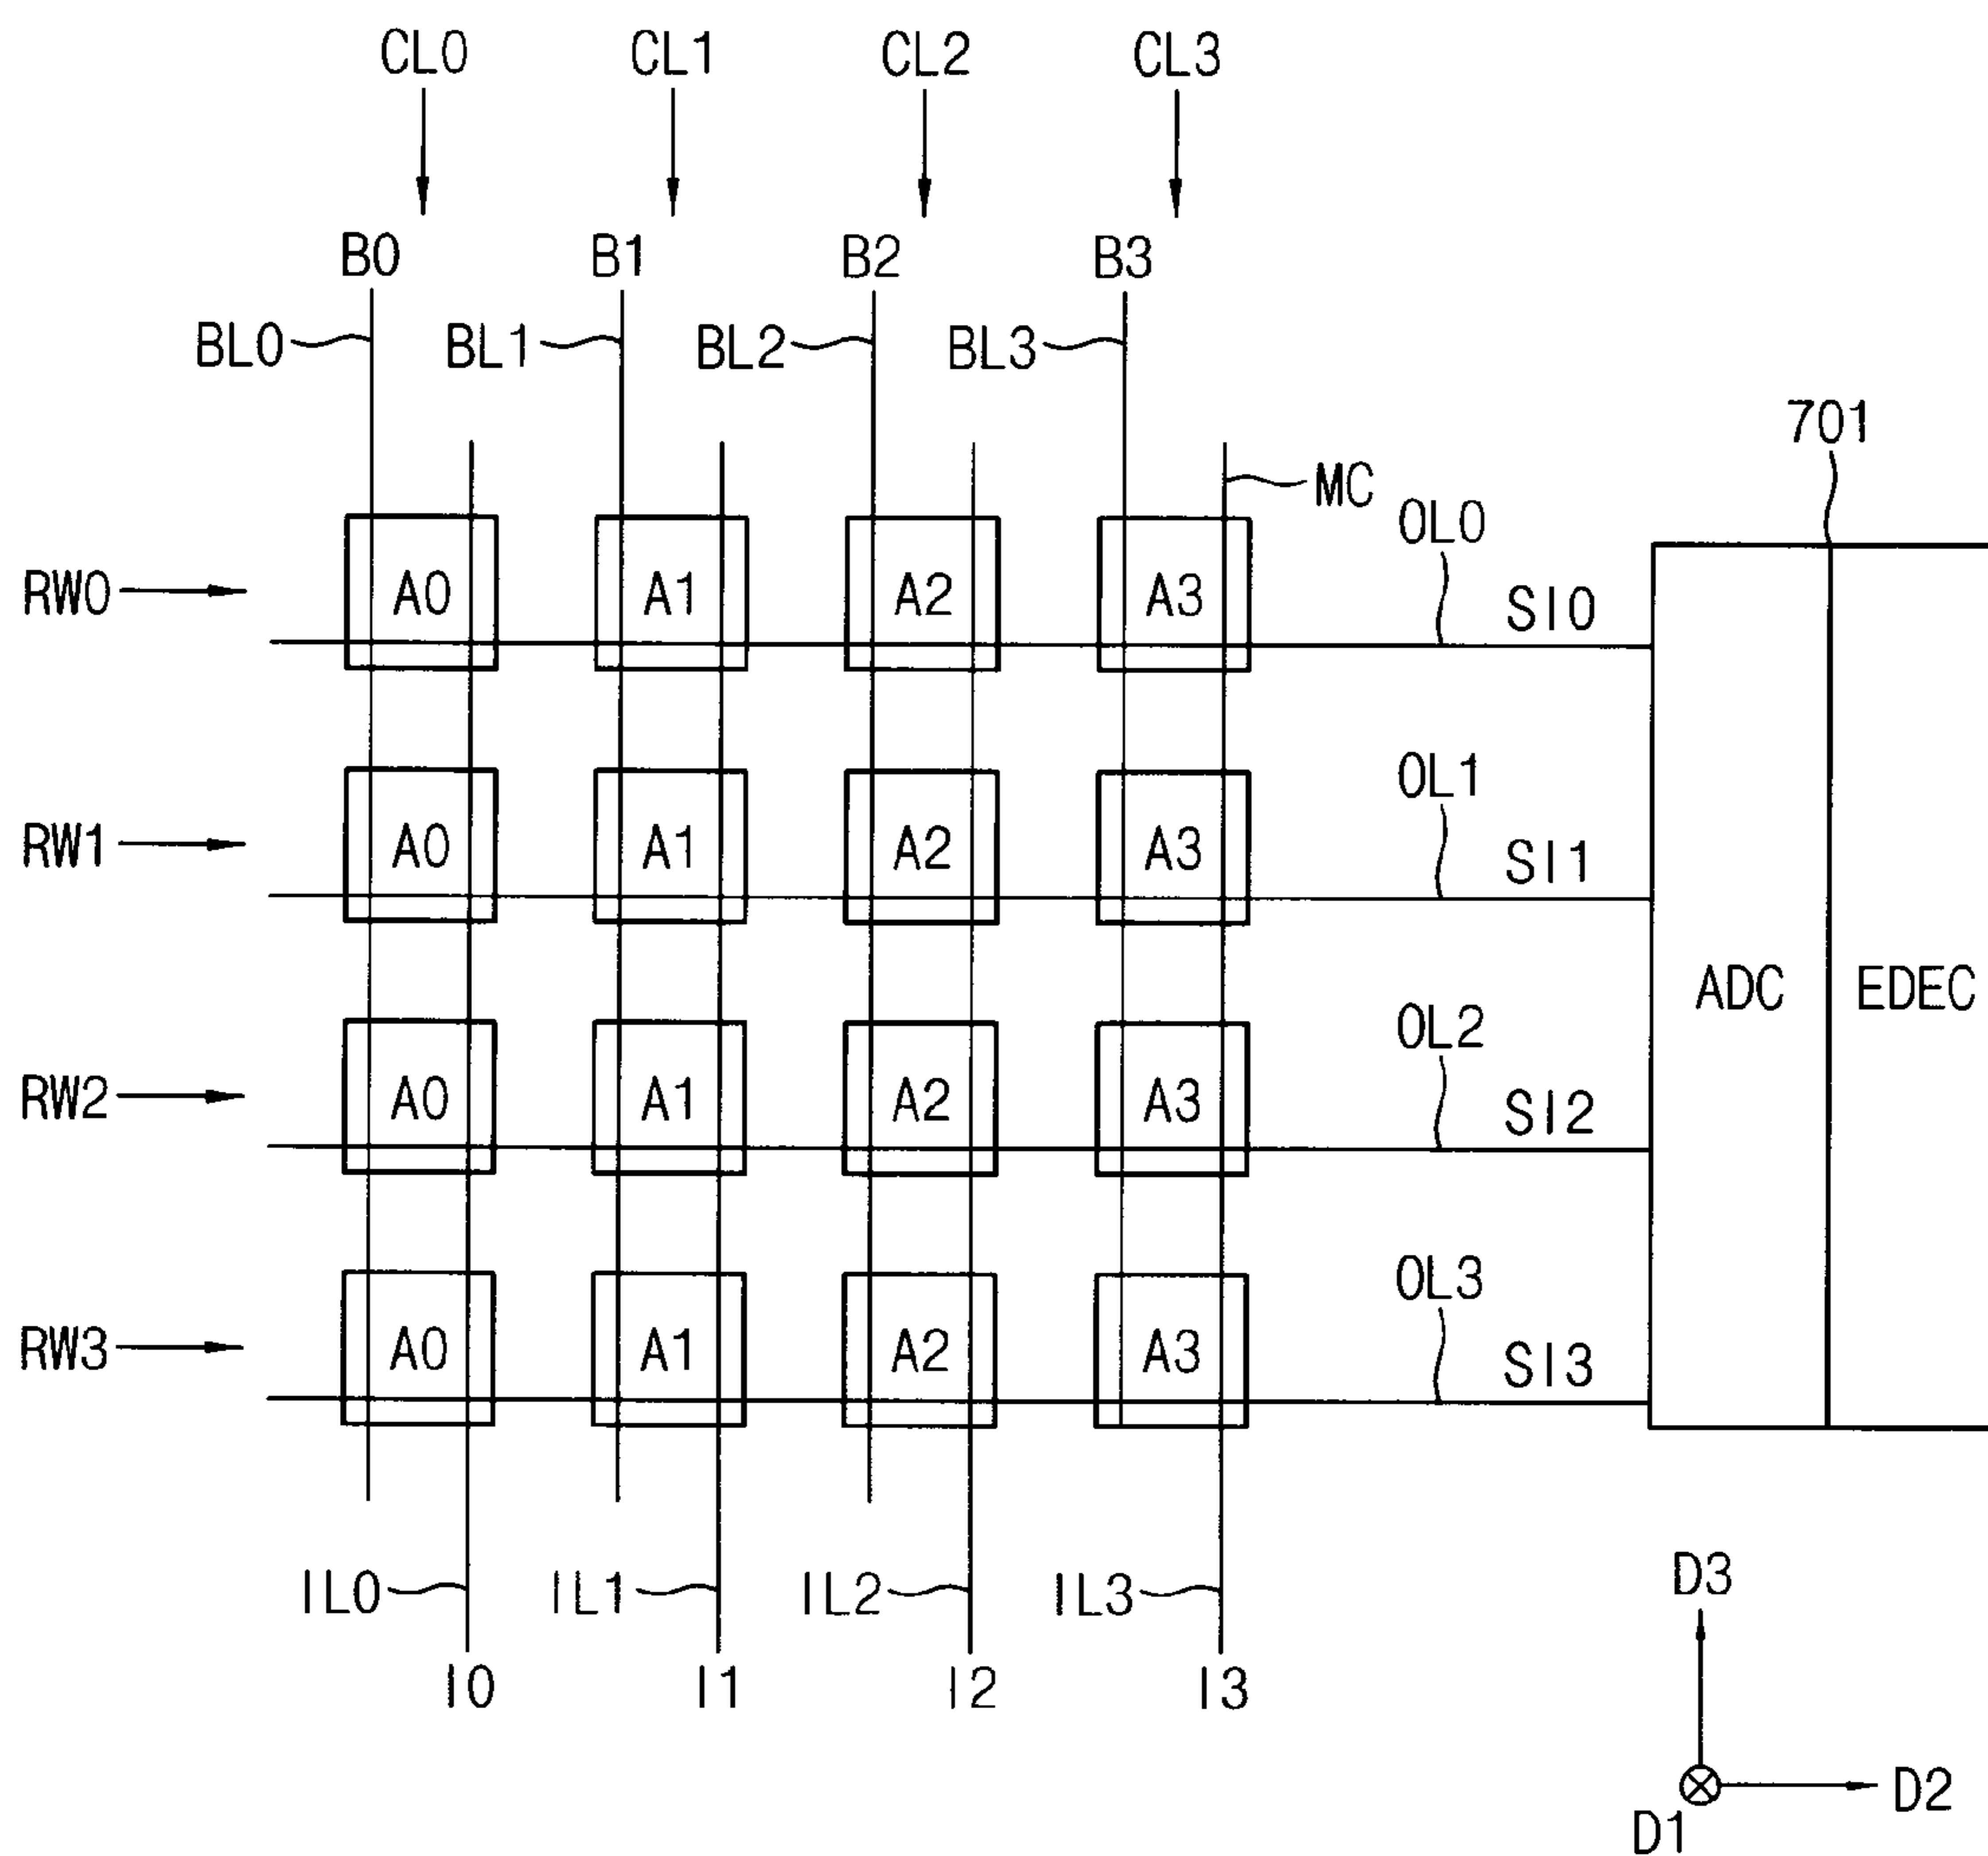 CL0 CL1 CL2 CL3
B0 B1 B2 B3
BL0 BL1 BL2 BL3
701
MC
OL0
RW0 A0 A1 A2 A3 SI0
OL1
RW1 A0 A1 A2 A3 SI1
ADC EDEC
OL2
RW2 A0 A1 A2 A3 SI2
OL3
RW3 A0 A1 A2 A3 SI3
IL0 IL1 IL2 IL3
D3
I0 I1 I2 I3
D2
D1